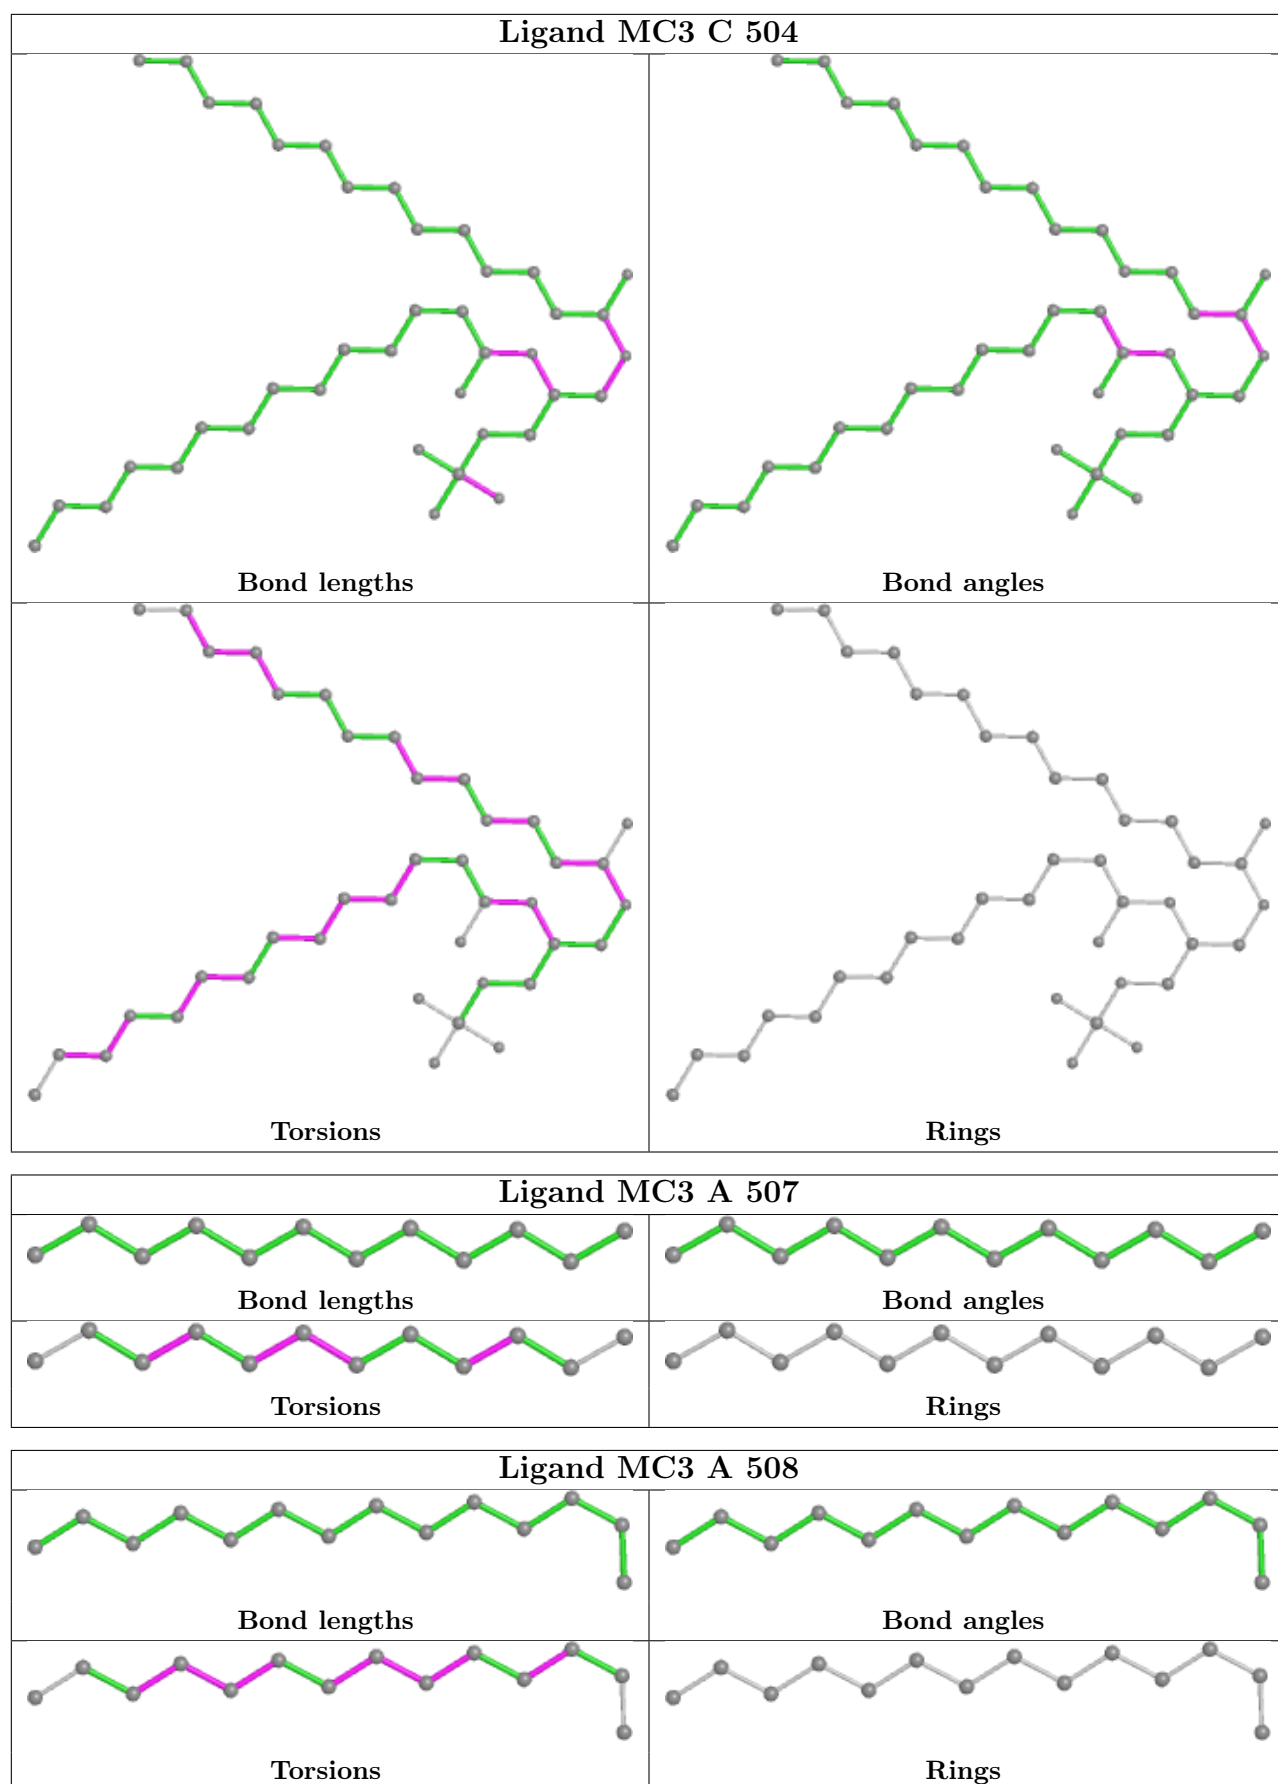 Ligand MC3 C 504
Bond lengths
Bond angles
Torsions
Rings
Ligand MC3 A 507
Bond lengths
Bond angles
Torsions
Rings
Ligand MC3 A 508
Bond lengths
Bond angles
Torsions
Rings